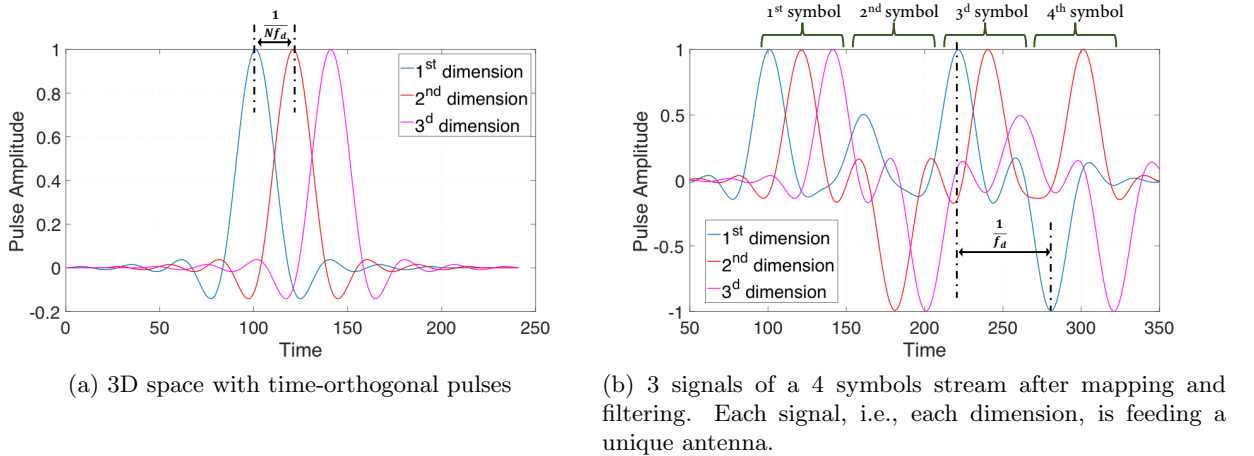 1/(Nf_d)
1
0.8
0.6
0.4
0.2
0
-0.2
0 50 100 150 200 250
Pulse Amplitude
Time
1st dimension
2nd dimension
3d dimension
(a) 3D space with time-orthogonal pulses
1st symbol 2nd symbol 3d symbol 4th symbol
1
0.5
0
-0.5
-1
50 100 150 200 250 300 350
Pulse Amplitude
Time
1/f_d
1st dimension
2nd dimension
3d dimension
(b) 3 signals of a 4 symbols stream after mapping and
filtering. Each signal, i.e., each dimension, is feeding a
unique antenna.